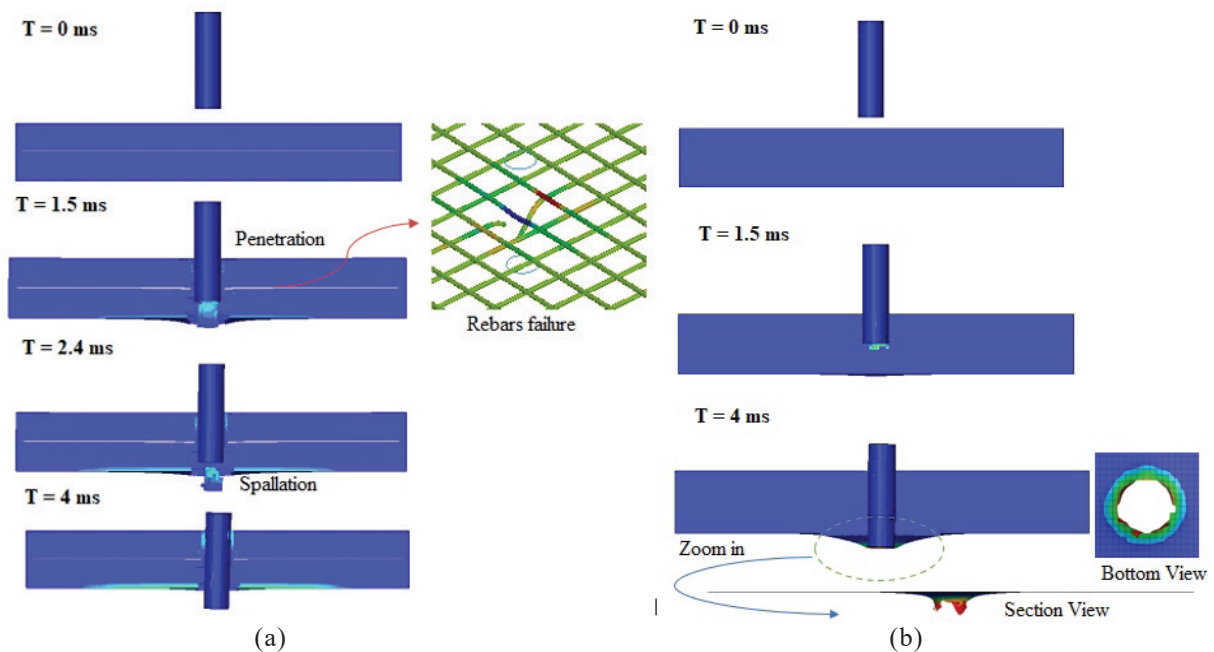 T = 0 ms
T = 1.5 ms
Penetration
Rebars failure
T = 2.4 ms
Spallation
T = 4 ms
(a)
T = 0 ms
T = 1.5 ms
T = 4 ms
Zoom in
Bottom View
Section View
(b)